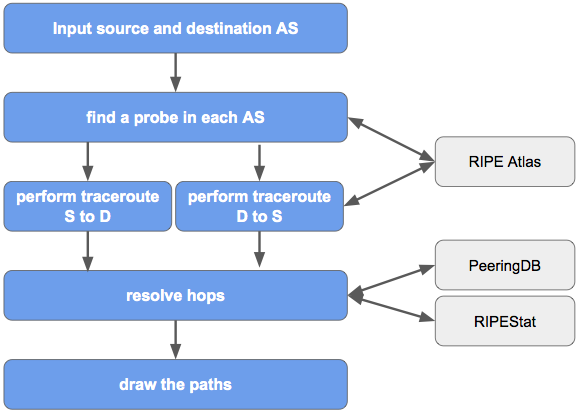 Input source and destination AS
find a probe in each AS
RIPE Atlas
perform traceroute
S to D
perform traceroute
D to S
PeeringDB
resolve hops
RIPEStat
draw the paths